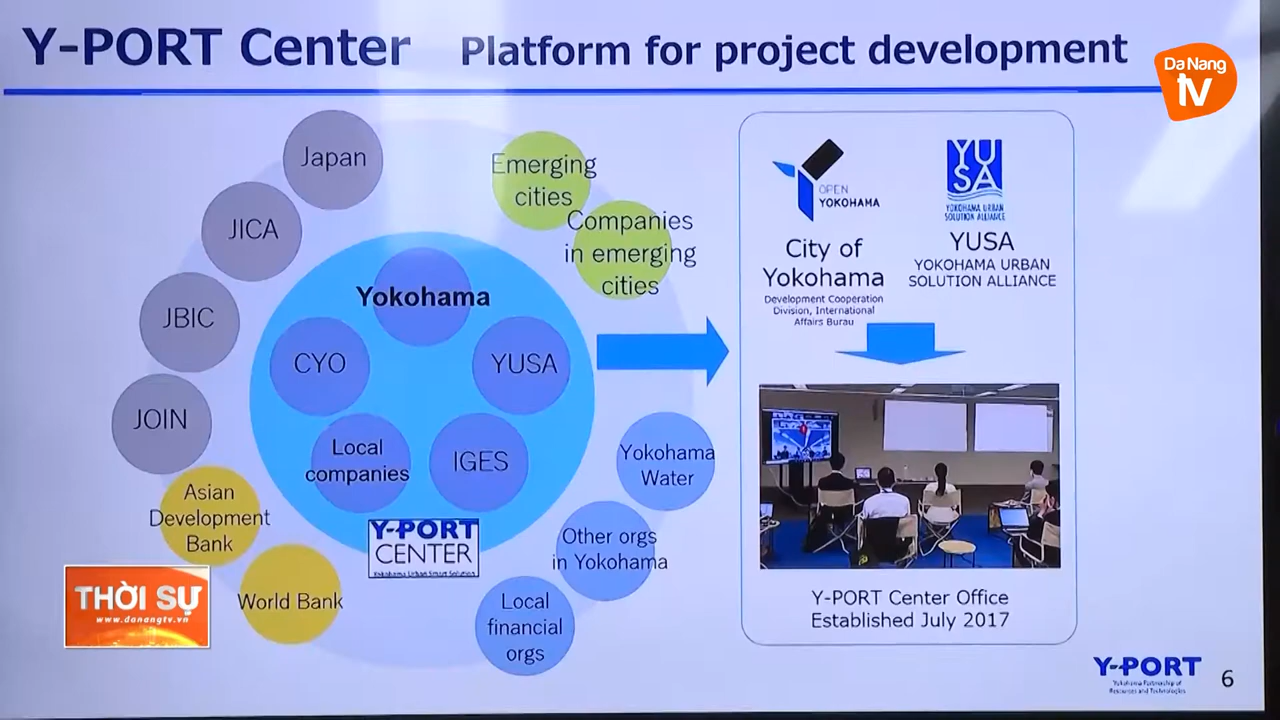 Y-PORT Center Platform for project development
Da Nang
tv
Japan
JICA
JBIC
JOIN
Asian
Development
Bank
World Bank
Emerging
cities
Companies
in emerging
cities
Yokohama
CYO
YUSA
Local
companies
IGES
Y-PORT
CENTER
Yokohama Urban Smart Solution
Yokohama
Water
Other orgs
in Yokohama
Local
financial
orgs
OPEN
YOKOHAMA
City of
Yokohama
Development Cooperation
Division, International
Affairs Burau
YU
SA
YOKOHAMA URBAN
SOLUTION ALLIANCE
YUSA
YOKOHAMA URBAN
SOLUTION ALLIANCE
Y-PORT Center Office
Established July 2017
THỜI SỰ
www.danangtv.vn
Y-PORT
Yokohama Partnership of
Resources and Technologies
6